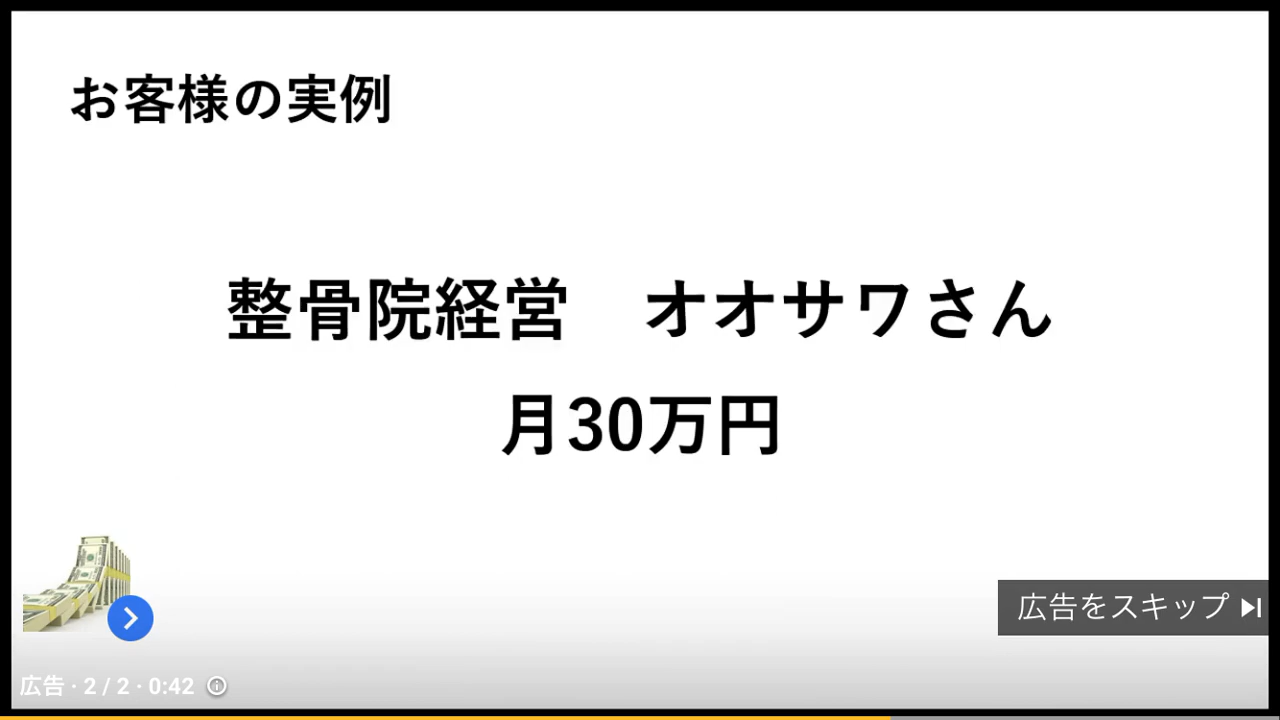 お客様の実例
整骨院経営　オオサワさん
月30万円
広告をスキップ
広告 · 2 / 2 · 0:42